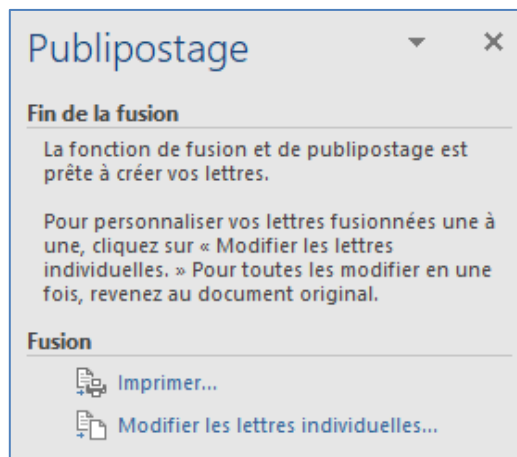 Publipostage
Fin de la fusion
La fonction de fusion et de publipostage est
prête à créer vos lettres.
Pour personnaliser vos lettres fusionnées une à
une, cliquez sur « Modifier les lettres
individuelles. » Pour toutes les modifier en une
fois, revenez au document original.
Fusion
Imprimer...
Modifier les lettres individuelles...